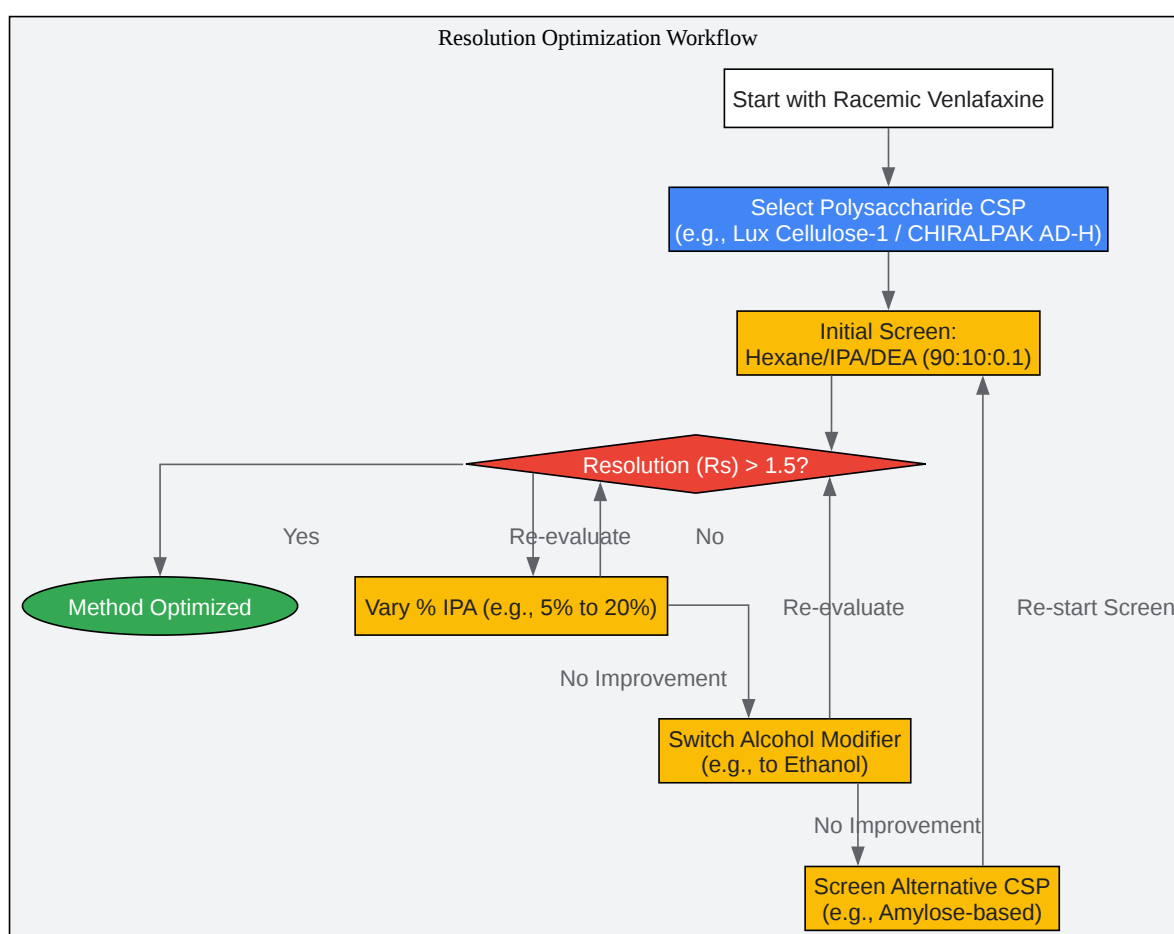 Resolution Optimization Workflow
Start with Racemic Venlafaxine
Select Polysaccharide CSP
(e.g., Lux Cellulose-1 / CHIRALPAK AD-H)
Initial Screen:
Hexane/IPA/DEA (90:10:0.1)
Resolution (Rs) > 1.5?
Yes
Re-evaluate
No
Method Optimized
Vary % IPA (e.g., 5% to 20%)
Re-evaluate
Re-start Screen
No Improvement
Switch Alcohol Modifier
(e.g., to Ethanol)
No Improvement
Screen Alternative CSP
(e.g., Amylose-based)